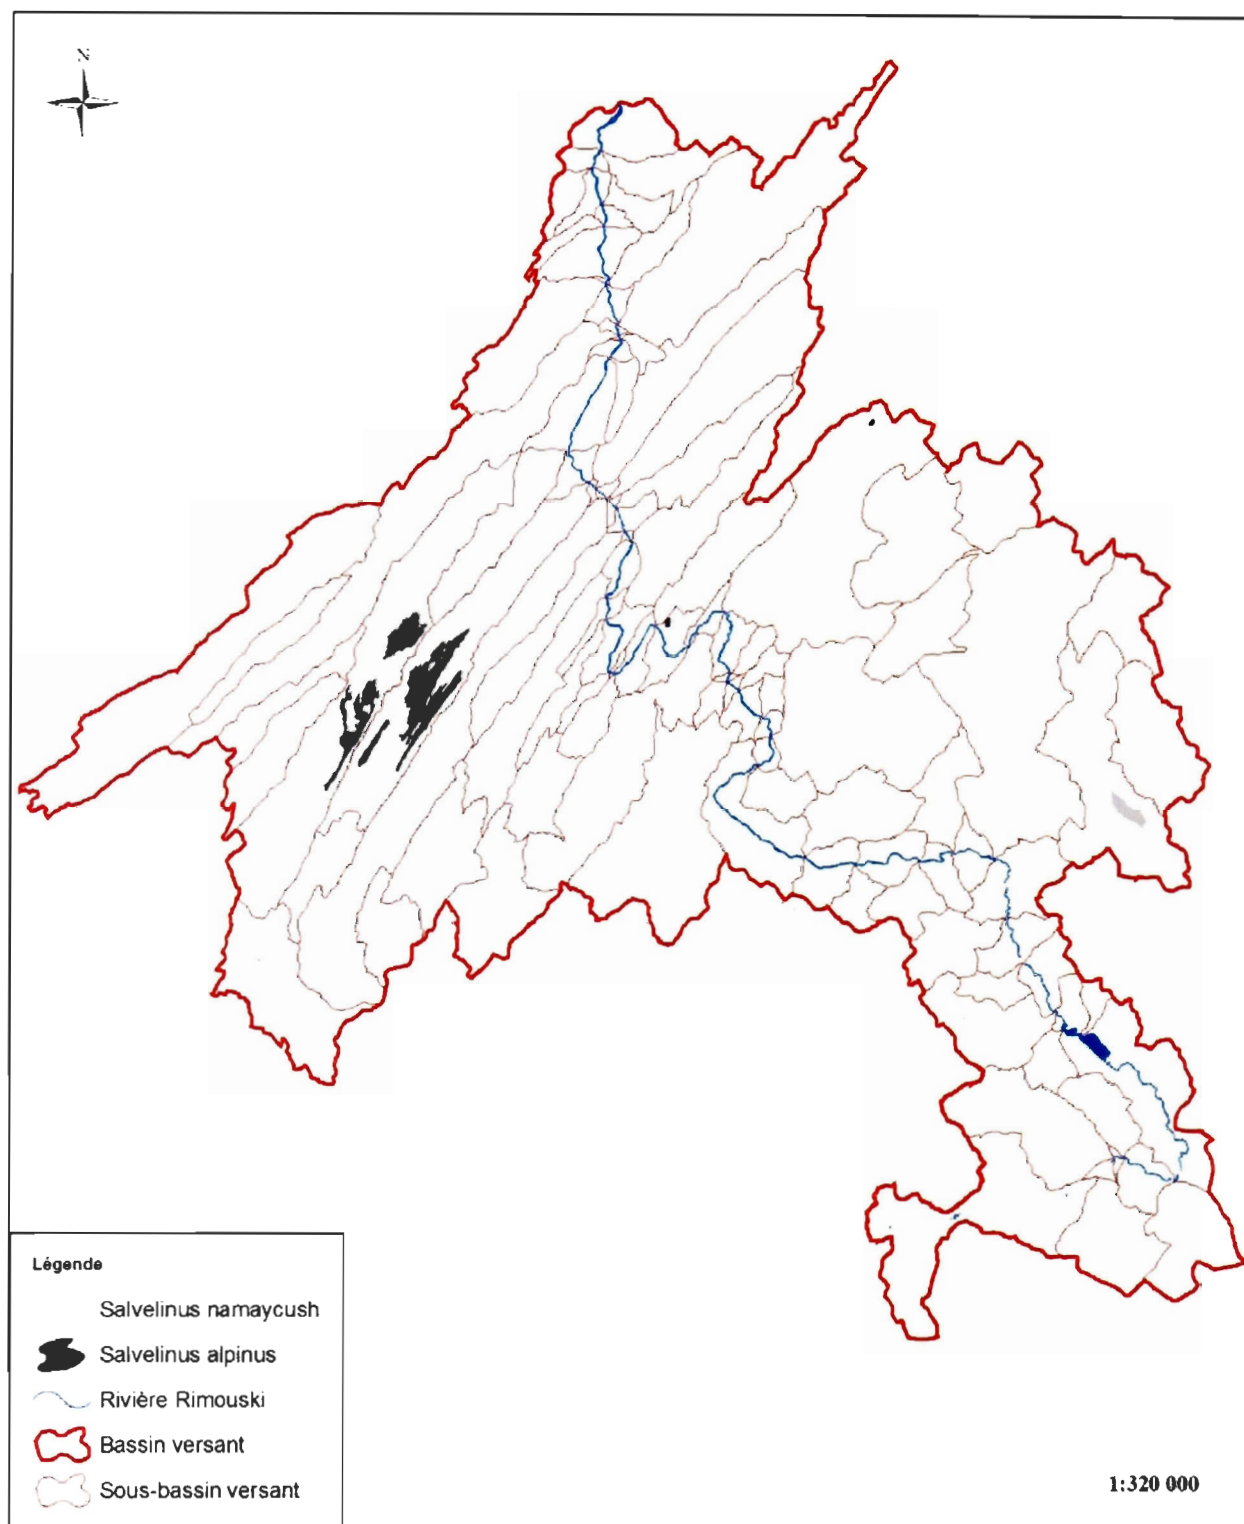 N
Légende
Salvelinus namaycush
Salvelinus alpinus
Rivière Rimouski
Bassin versant
Sous-bassin versant
1:320 000